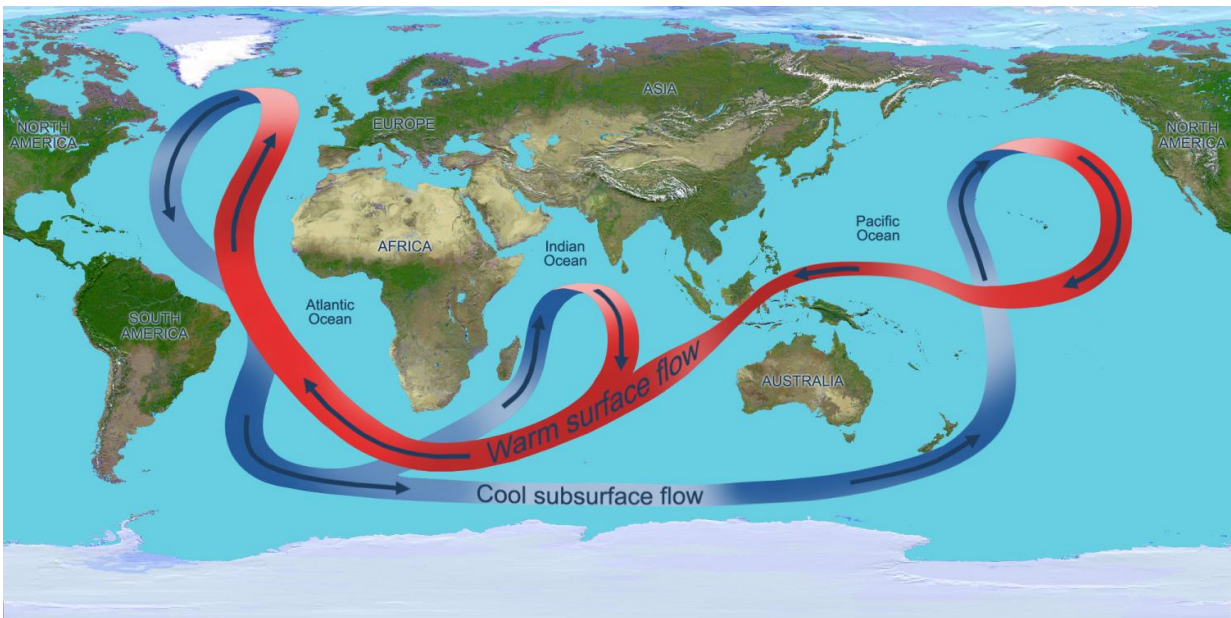 ASIA
NORTH
AMERICA
EUROPE
NORTH
AMERICA
AFRICA
Indian
Ocean
Pacific
Ocean
Atlantic
Ocean
SOUTH
AMERICA
AUSTRALIA
Warm surface flow
Cool subsurface flow